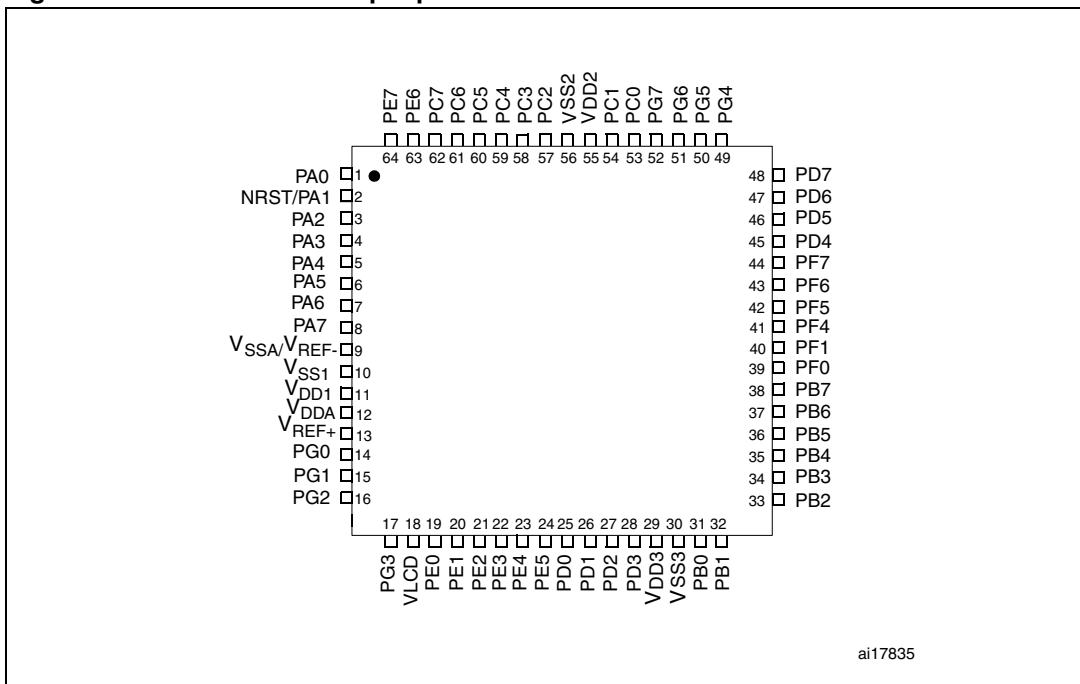 PE7 PE6 PC7 PC6 PC5 PC4 PC3 PC2 VSS2 VDD2 PC1 PC0 PG7 PG6 PG5 PG4
64 63 62 61 60 59 58 57 56 55 54 53 52 51 50 49
PA0 1 48 PD7
NRST/PA1 2 47 PD6
PA2 3 46 PD5
PA3 4 45 PD4
PA4 5 44 PF7
PA5 6 43 PF6
PA6 7 42 PF5
PA7 8 41 PF4
VSSA/VREF- 9 40 PF1
VSS1 10 39 PF0
VDD1 11 38 PB7
VDDA 12 37 PB6
VREF+ 13 36 PB5
PG0 14 35 PB4
PG1 15 34 PB3
PG2 16 33 PB2
17 18 19 20 21 22 23 24 25 26 27 28 29 30 31 32
PG3 VLCD PE0 PE1 PE2 PE3 PE4 PE5 PD0 PD1 PD2 PD3 VDD3 VSS3 PB0 PB1
ai17835